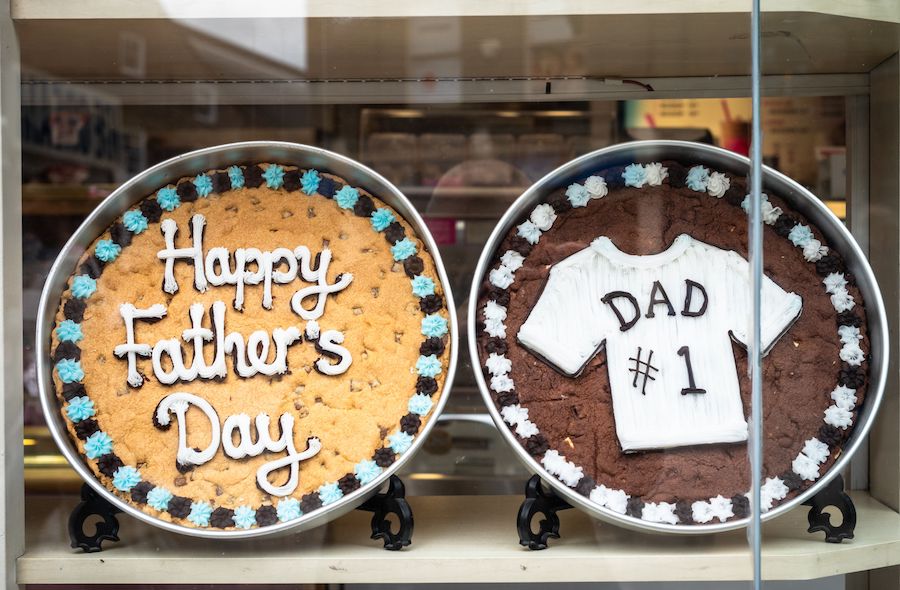 Happy
Father's
Day
DAD
#1